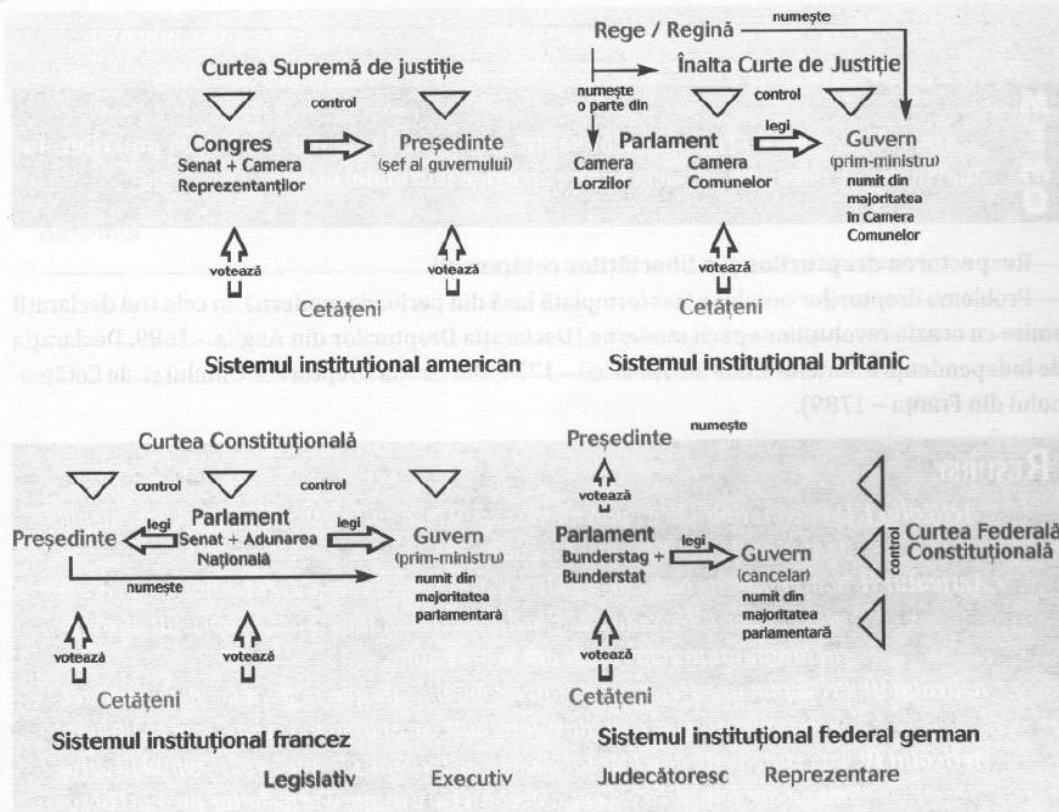 Curtea Supremă de justiție
control
Congres
Senat + Camera
Reprezentanților
Președinte
(șef al guvernului)
votează
votează
Cetățeni
Sistemul instituțional american
Rege / Regină
numește
Înalta Curte de Justiție
numește
o parte din
control
Parlament
legi
Camera
Lorzilor
Camera
Comunelor
Guvern
(prim-ministru)
numit din
majoritatea
în Camera
Comunelor
votează
Cetățeni
Sistemul instituțional britanic
Curtea Constituțională
control
control
Președinte
legi
Parlament
Senat + Adunarea
Națională
legi
Guvern
(prim-ministru)
numit din
majoritatea
parlamentară
numește
votează
votează
Cetățeni
Sistemul instituțional francez
Președinte
numește
votează
Parlament
Bunderstag +
Bunderstat
legi
Guvern
(cancelar)
numit din
majoritatea
parlamentară
control
Curtea Federală
Constituțională
votează
Cetățeni
Sistemul instituțional federal german
Legislativ Executiv Judecătoresc Reprezentare